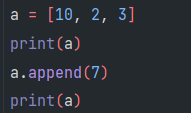 a = [10, 2, 3]
print(a)
a.append(7)
print(a)